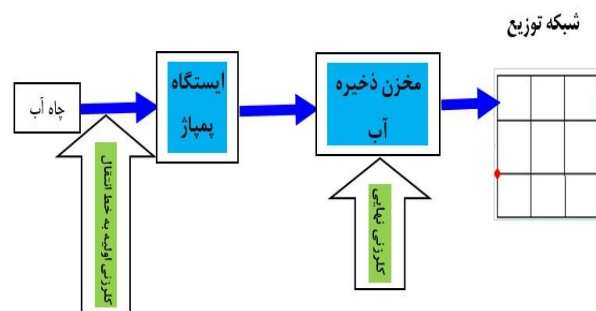 شبکه توزیع
چاه آب
ایستگاه
پمپاژ
مخزن ذخیره
آب
کلرزنی اولیه به خط انتقال
کلرزنی نهایی